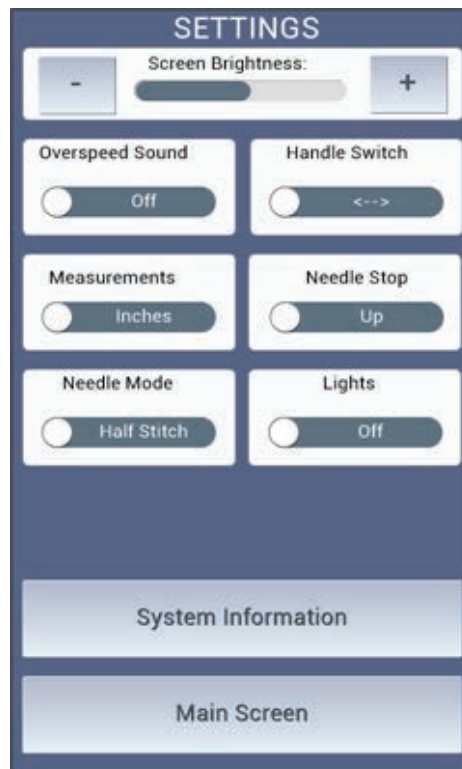 SETTINGS
Screen Brightness:
-
+
Overspeed Sound
Handle Switch
Off
<-->
Measurements
Needle Stop
Inches
Up
Needle Mode
Lights
Half Stitch
Off
System Information
Main Screen